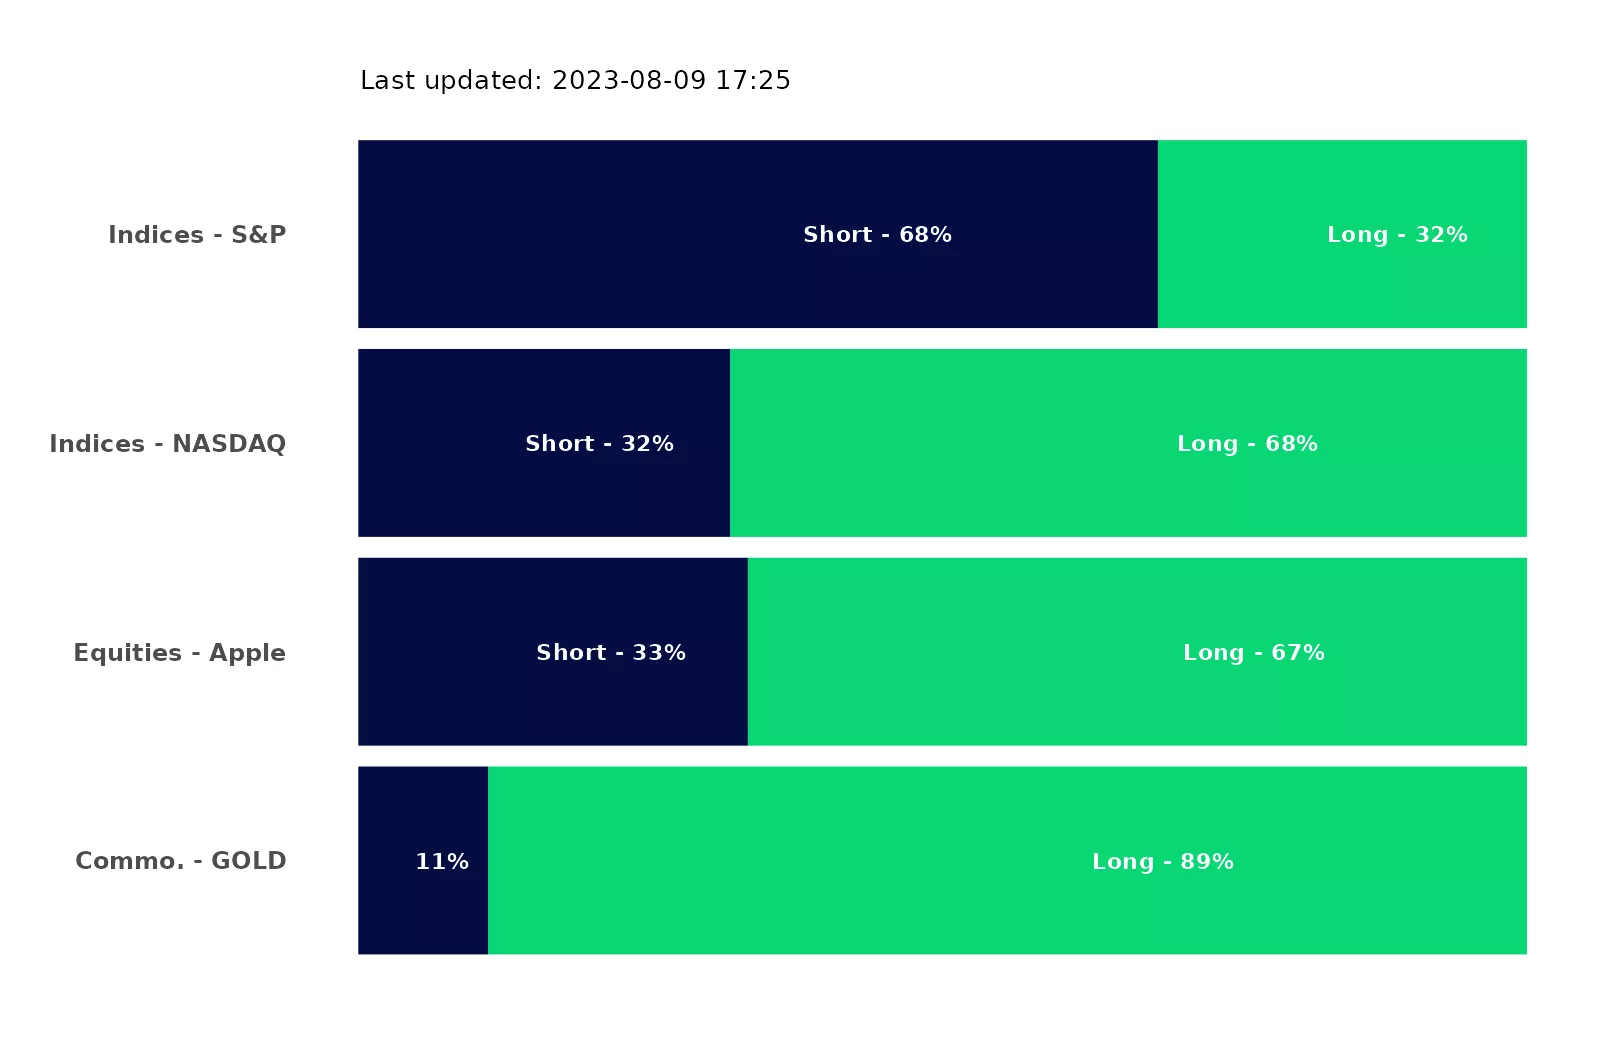 Last updated: 2023-08-09 17:25
Indices - S&P
Short - 68%
Long - 32%
Indices - NASDAQ
Short - 32%
Long - 68%
Equities - Apple
Short - 33%
Long - 67%
Commo. - GOLD
11%
Long - 89%